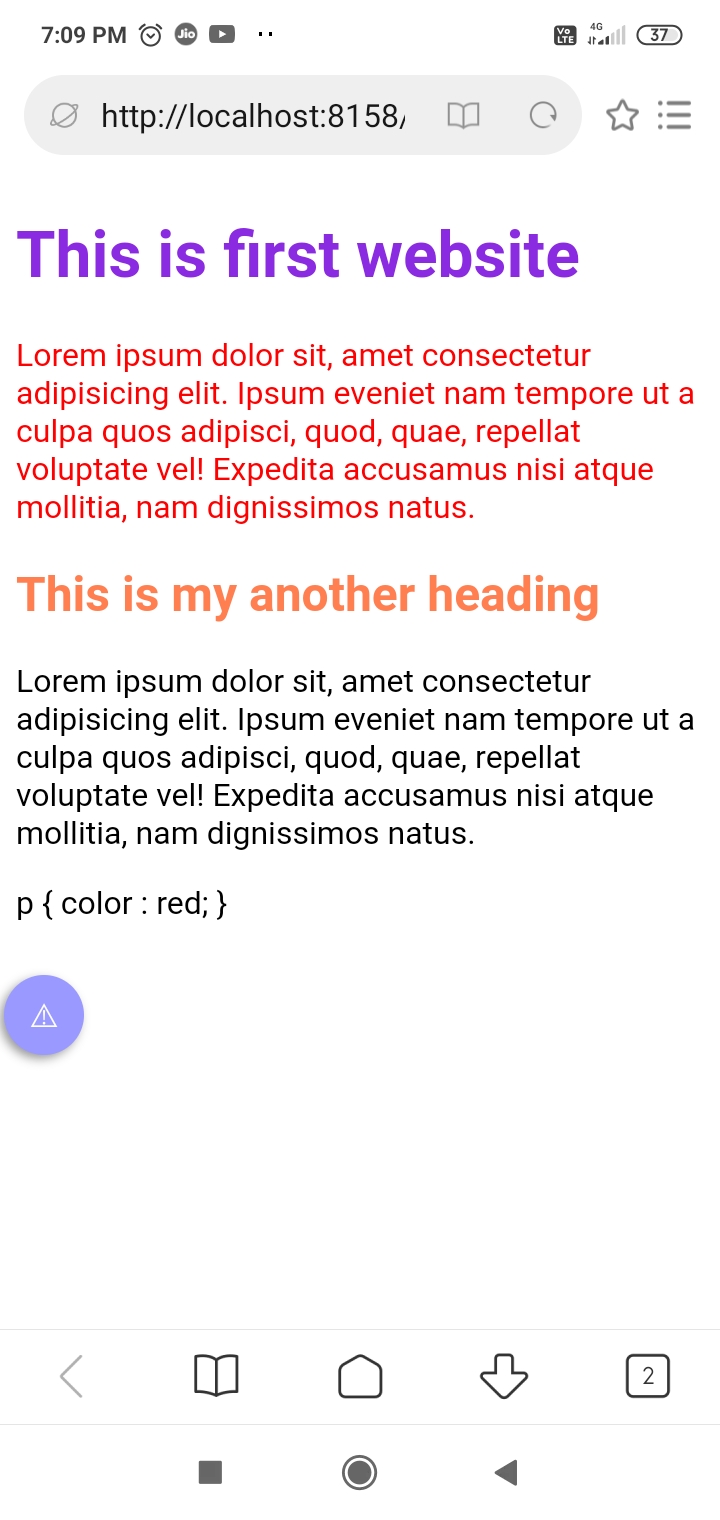 7:09 PM
Jio
Vo
LTE
4G
37
http://localhost:8158/
This is first website
Lorem ipsum dolor sit, amet consectetur
adipisicing elit. Ipsum eveniet nam tempore ut a
culpa quos adipisci, quod, quae, repellat
voluptate vel! Expedita accusamus nisi atque
mollitia, nam dignissimos natus.
This is my another heading
Lorem ipsum dolor sit, amet consectetur
adipisicing elit. Ipsum eveniet nam tempore ut a
culpa quos adipisci, quod, quae, repellat
voluptate vel! Expedita accusamus nisi atque
mollitia, nam dignissimos natus.
p { color : red; }
2